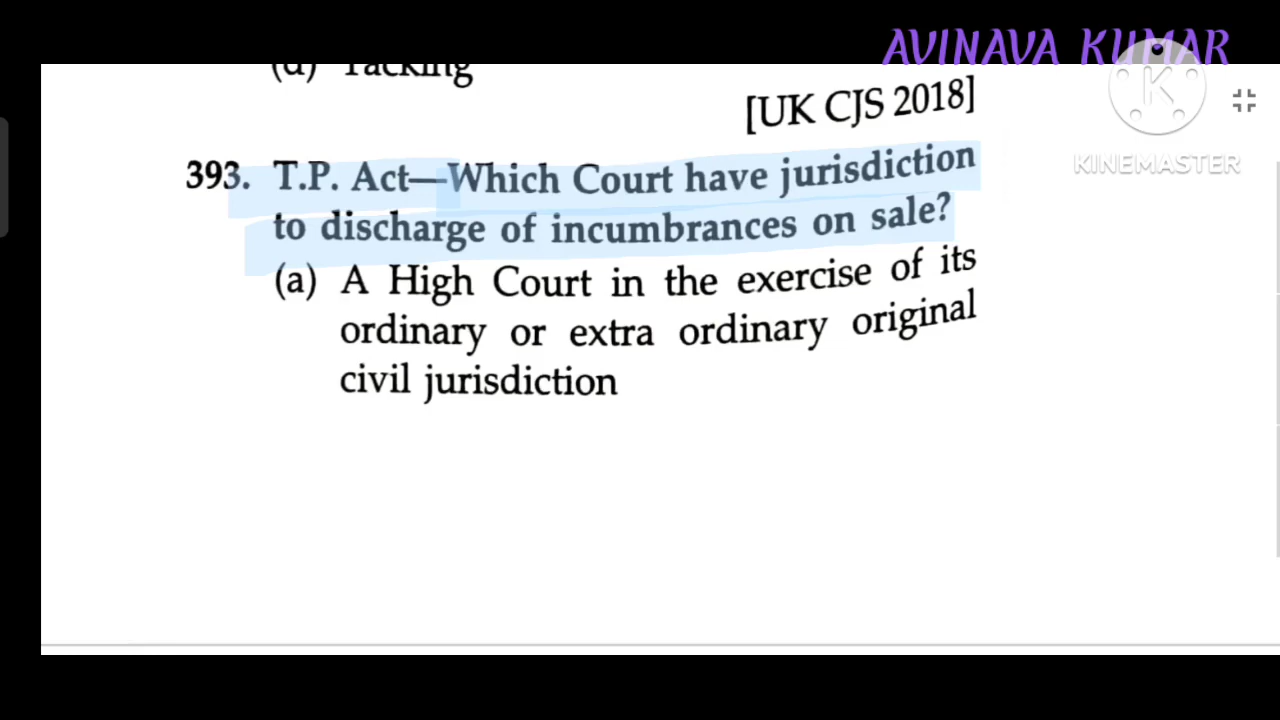 AVINAVA KUMAR
(d) Tacking
[UK CJS 2018]
K
KINEMASTER
393. T.P. Act—Which Court have jurisdiction
to discharge of incumbrances on sale?
(a) A High Court in the exercise of its
ordinary or extra ordinary original
civil jurisdiction